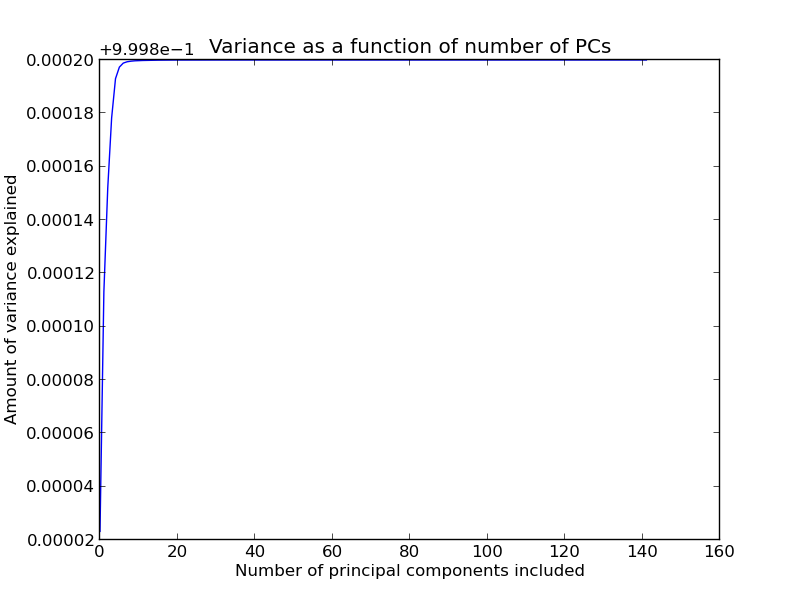 +9.998e−1
Variance as a function of number of PCs
0.00020
0.00018
0.00016
0.00014
0.00012
0.00010
0.00008
0.00006
0.00004
0.00002
Amount of variance explained
0 20 40 60 80 100 120 140 160
Number of principal components included